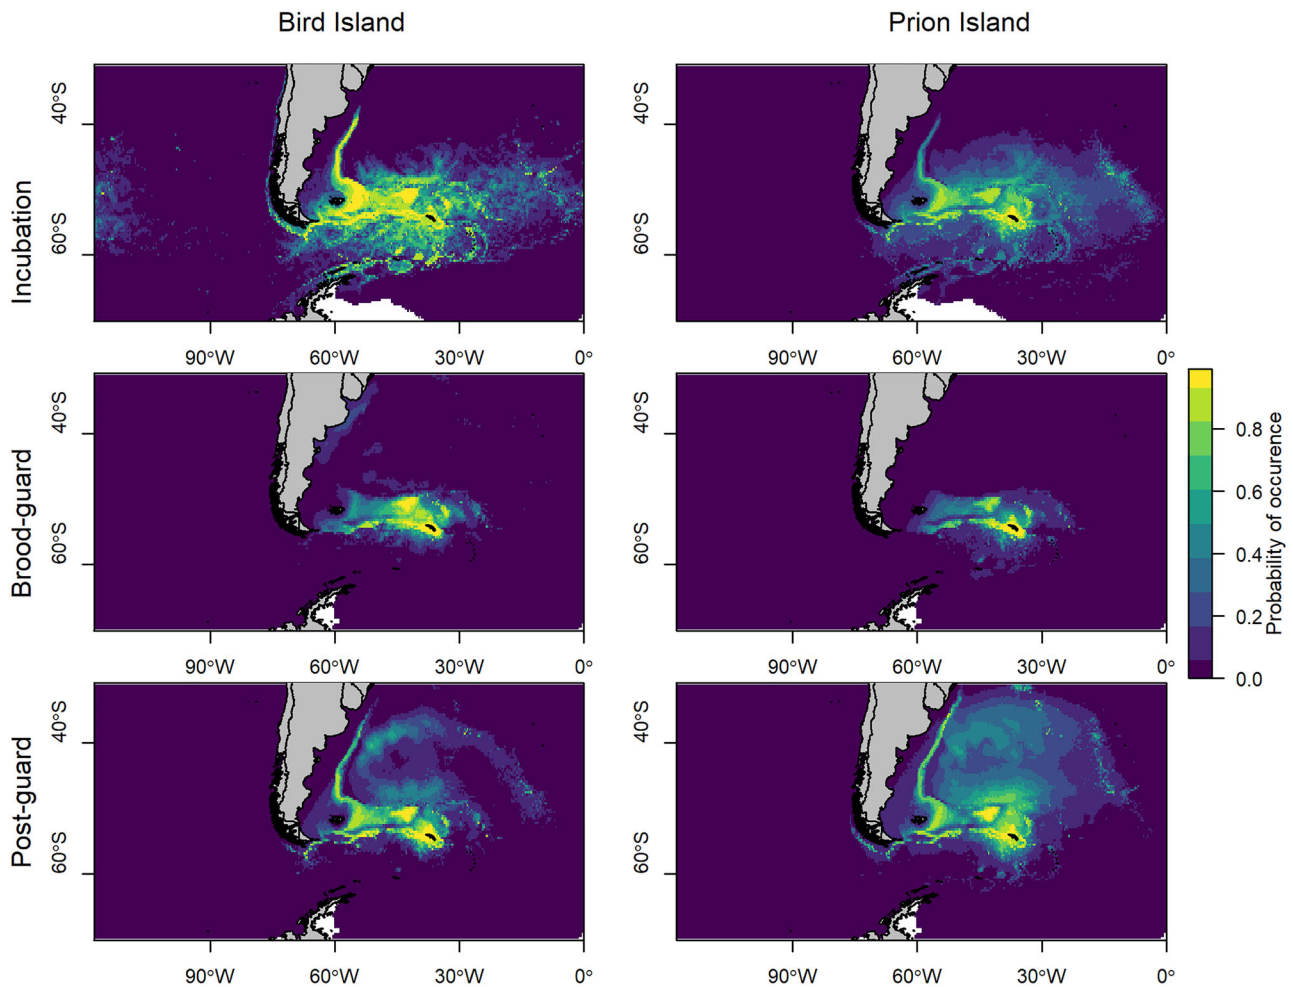 Bird Island
Prion Island
Incubation
40°S
60°S
90°W 60°W 30°W 0°
40°S
60°S
90°W 60°W 30°W 0°
Brood-guard
40°S
60°S
90°W 60°W 30°W 0°
40°S
60°S
90°W 60°W 30°W 0°
0.8
0.6
0.4
0.2
0.0
Probability of occurence
Post-guard
40°S
60°S
90°W 60°W 30°W 0°
40°S
60°S
90°W 60°W 30°W 0°